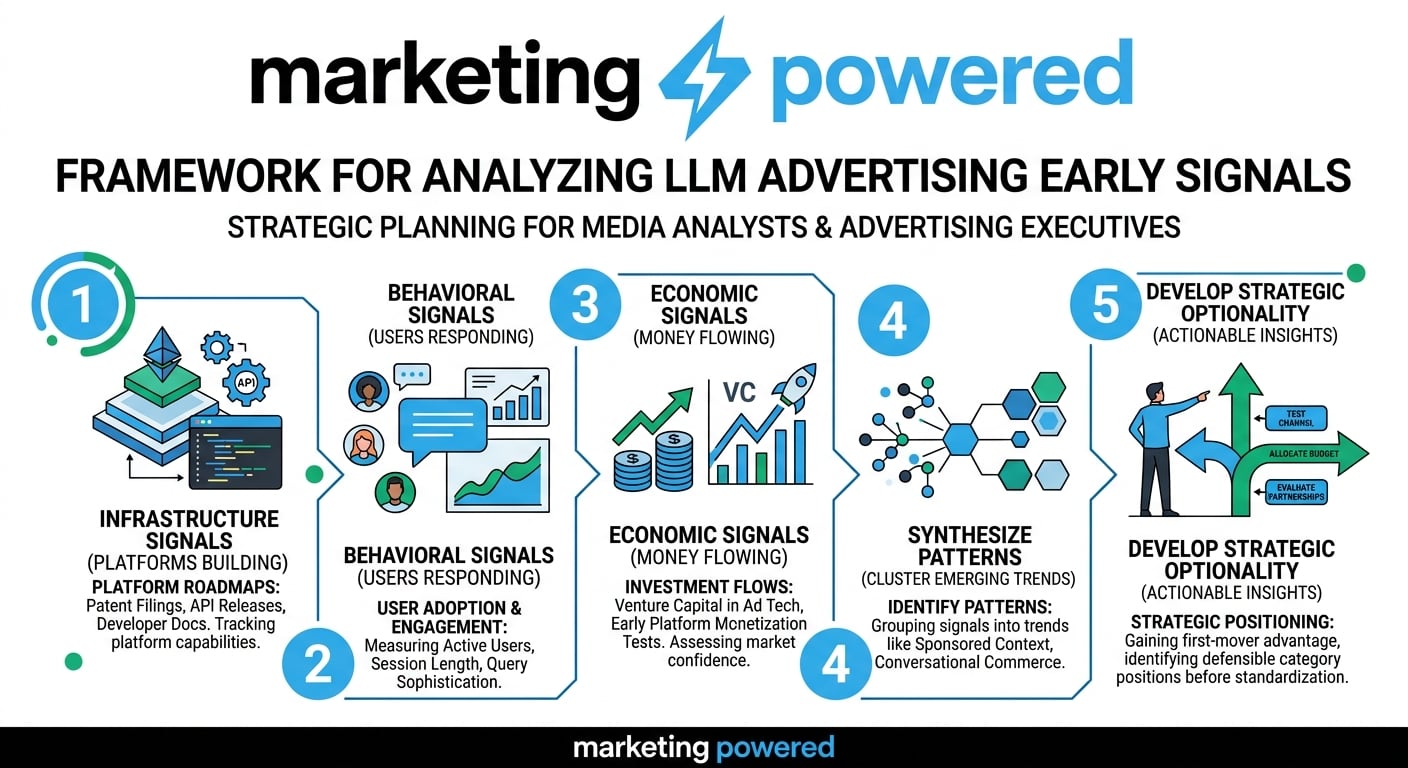 marketing powered
FRAMEWORK FOR ANALYZING LLM ADVERTISING EARLY SIGNALS
STRATEGIC PLANNING FOR MEDIA ANALYSTS & ADVERTISING EXECUTIVES
1
API
INFRASTRUCTURE
SIGNALS
(PLATFORMS BUILDING)
PLATFORM ROADMAPS:
Patent Filings, API Releases,
Developer Docs. Tracking
platform capabilities.
BEHAVIORAL
SIGNALS
(USERS RESPONDING)
BEHAVIORAL SIGNALS
(USERS RESPONDING)
2
USER ADOPTION &
ENGAGEMENT:
Measuring Active Users,
Session Length, Query
Sophistication.
3
ECONOMIC
SIGNALS
(MONEY FLOWING)
VC
$
$
ECONOMIC SIGNALS
(MONEY FLOWING)
INVESTMENT FLOWS:
Venture Capital in Ad Tech,
Early Platform Monetization
Tests. Assessing market
confidence.
4
SYNTHESIZE
PATTERNS
(CLUSTER EMERGING TRENDS)
4
IDENTIFY PATTERNS:
Grouping signals into trends
like Sponsored Context,
Conversational Commerce.
5
DEVELOP STRATEGIC
OPTIONALITY
(ACTIONABLE INSIGHTS)
TEST
ALLOCATE BUDGET
EVALUATE
PARTNERSHIPS
DEVELOP STRATEGIC
OPTIONALITY
(ACTIONABLE INSIGHTS)
STRATEGIC POSITIONING:
Gaining first-mover advantage,
identifying defensible category
positions before standardization.
marketing powered